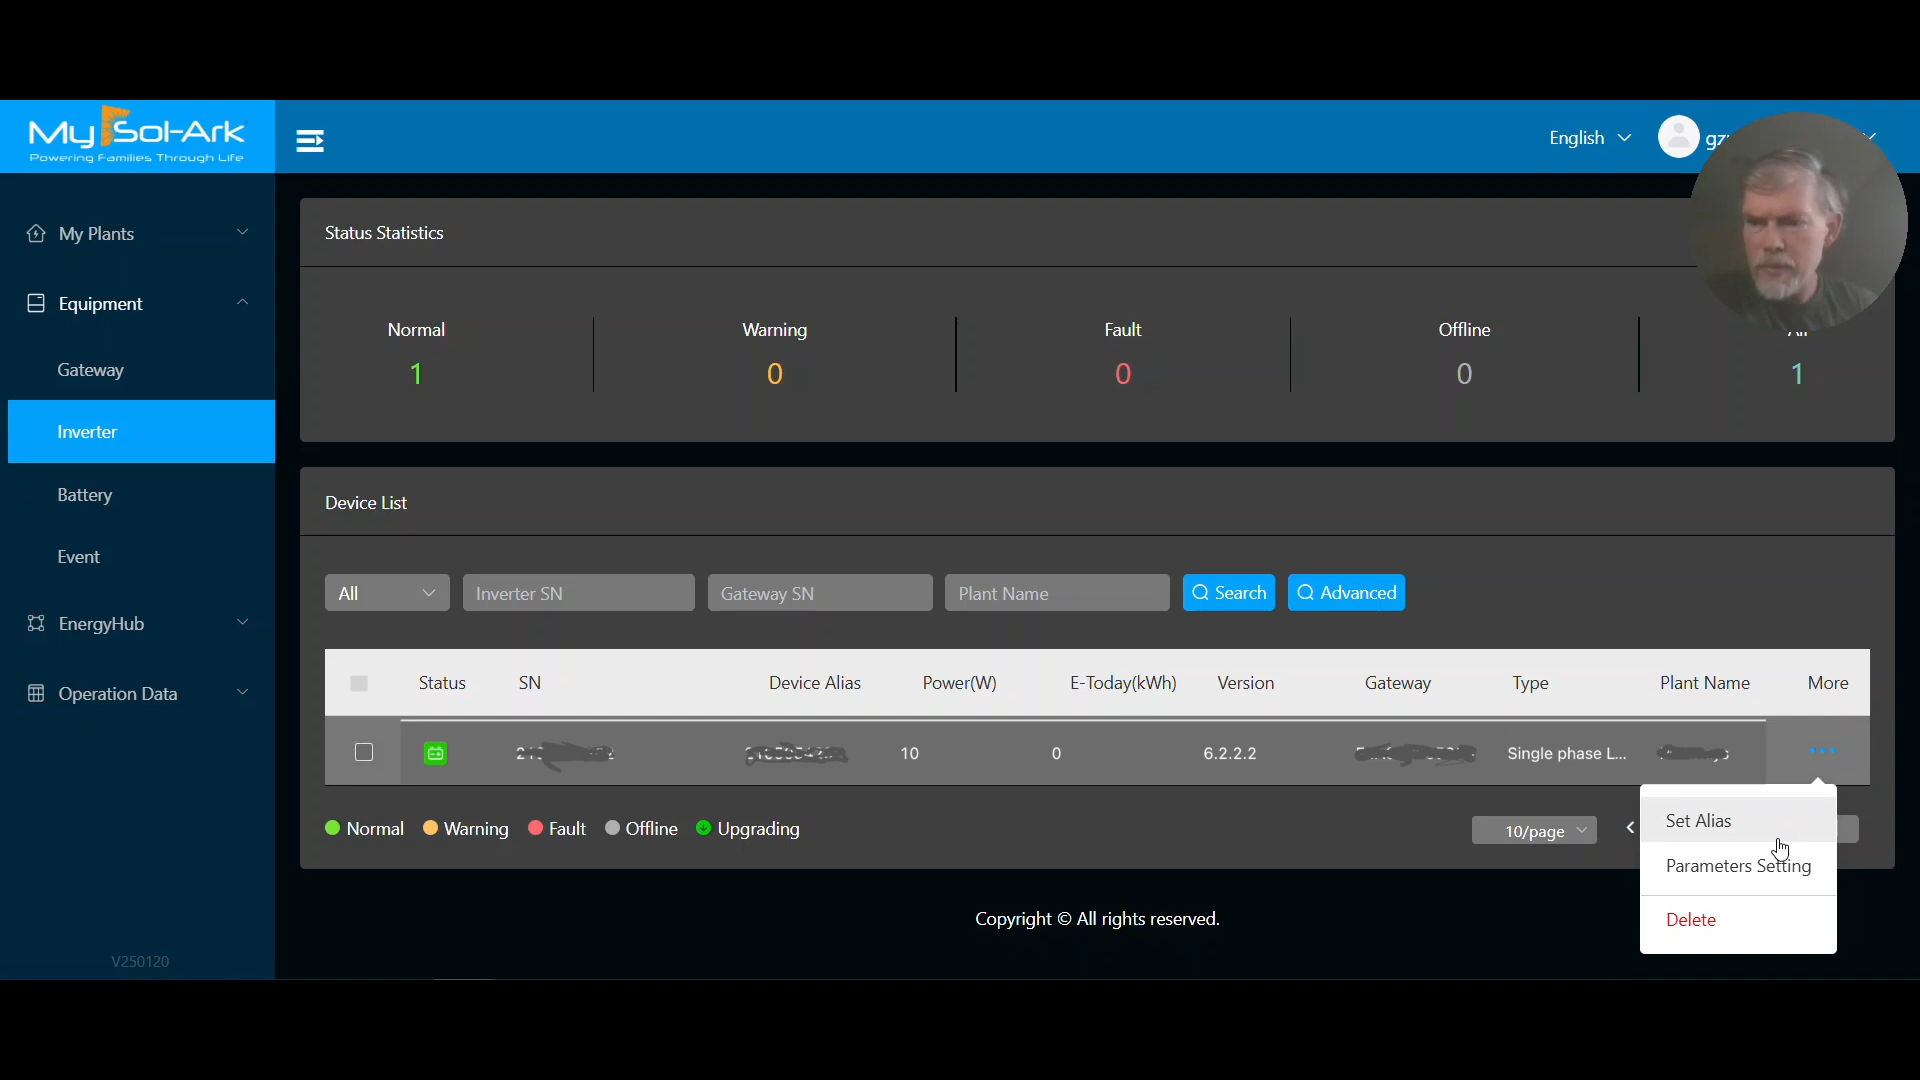 My Sol-Ark
Powering Families Through Life
English
My Plants
Equipment
Gateway
Inverter
Battery
Event
EnergyHub
Operation Data
V250120
Status Statistics
Normal Warning Fault Offline
1 0 0 0 1
Device List
All Inverter SN Gateway SN Plant Name Search Advanced
Status SN Device Alias Power(W) E-Today(kWh) Version Gateway Type Plant Name More
10 0 6.2.2.2 Single phase L... ...
Normal Warning Fault Offline Upgrading 10/page
Set Alias
Parameters Setting
Delete
Copyright © All rights reserved.